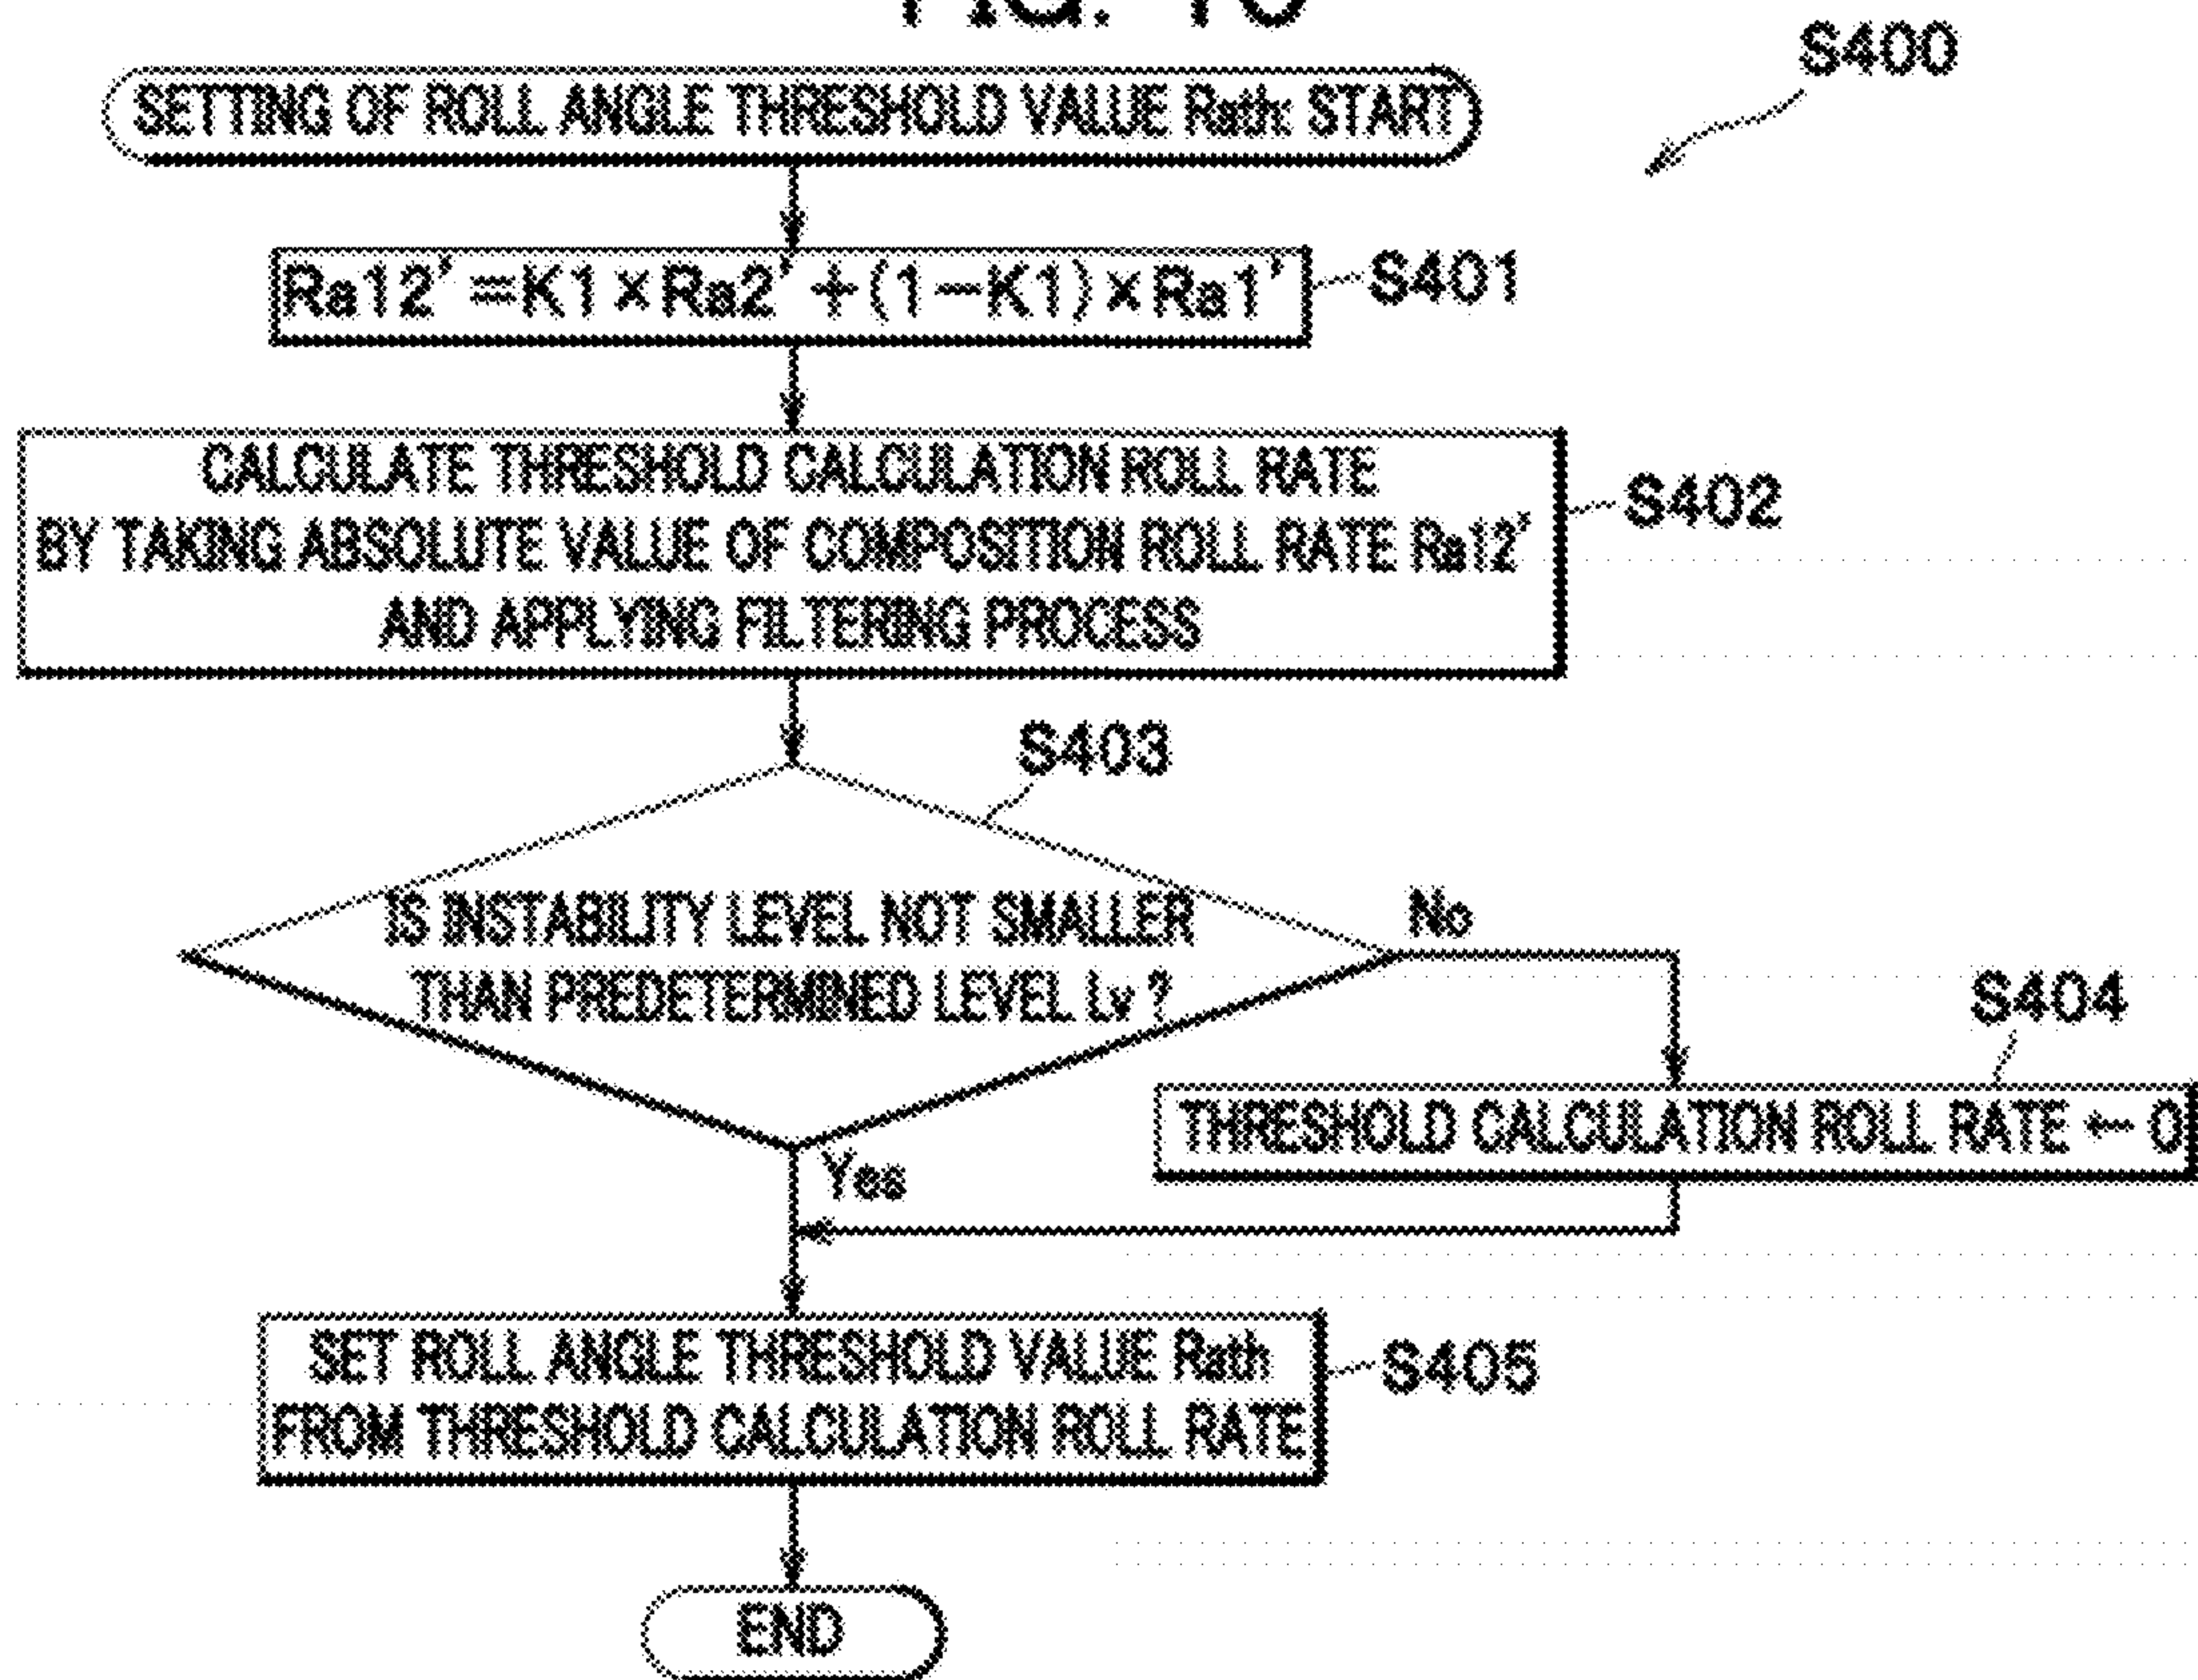 S400
SETTING OF ROLL ANGLE THRESHOLD VALUE Rath: START
Ra12'=K1×Ra2'+(1-K1)×Ra1'
S401
CALCULATE THRESHOLD CALCULATION ROLL RATE
BY TAKING ABSOLUTE VALUE OF COMPOSITION ROLL RATE Ra12'
AND APPLYING FILTERING PROCESS
S402
S403
IS INSTABILITY LEVEL NOT SMALLER
THAN PREDETERMINED LEVEL Lv ?
No
S404
THRESHOLD CALCULATION ROLL RATE ← 0
Yes
SET ROLL ANGLE THRESHOLD VALUE Rath
FROM THRESHOLD CALCULATION ROLL RATE
S405
END